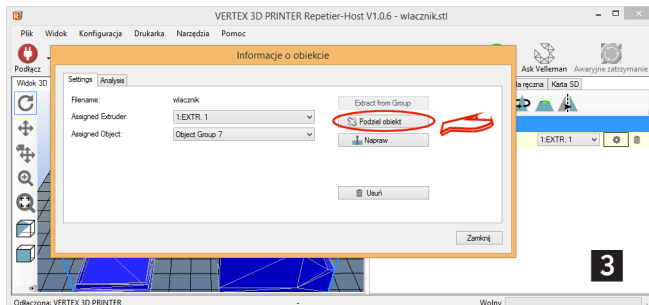 VERTEX 3D PRINTER Repetier-Host V1.0.6 - wlacznik.stl
Plik Widok Konfiguracja Drukarka Narzędzia Pomoc
Podłącz
Ask Velleman Awaryjne zatrzymanie
Widok 3D
ręczna Karta SD
Informacje o obiekcie
Settings Analysis
Filename: wlacznik
Extract from Group
Assigned Extruder: 1:EXTR. 1
Podziel obiekt
Assigned Object: Object Group 7
Napraw
1:EXTR. 1
Usuń
Zamknij
3
Odłączona: VERTEX 3D PRINTER - Wolny